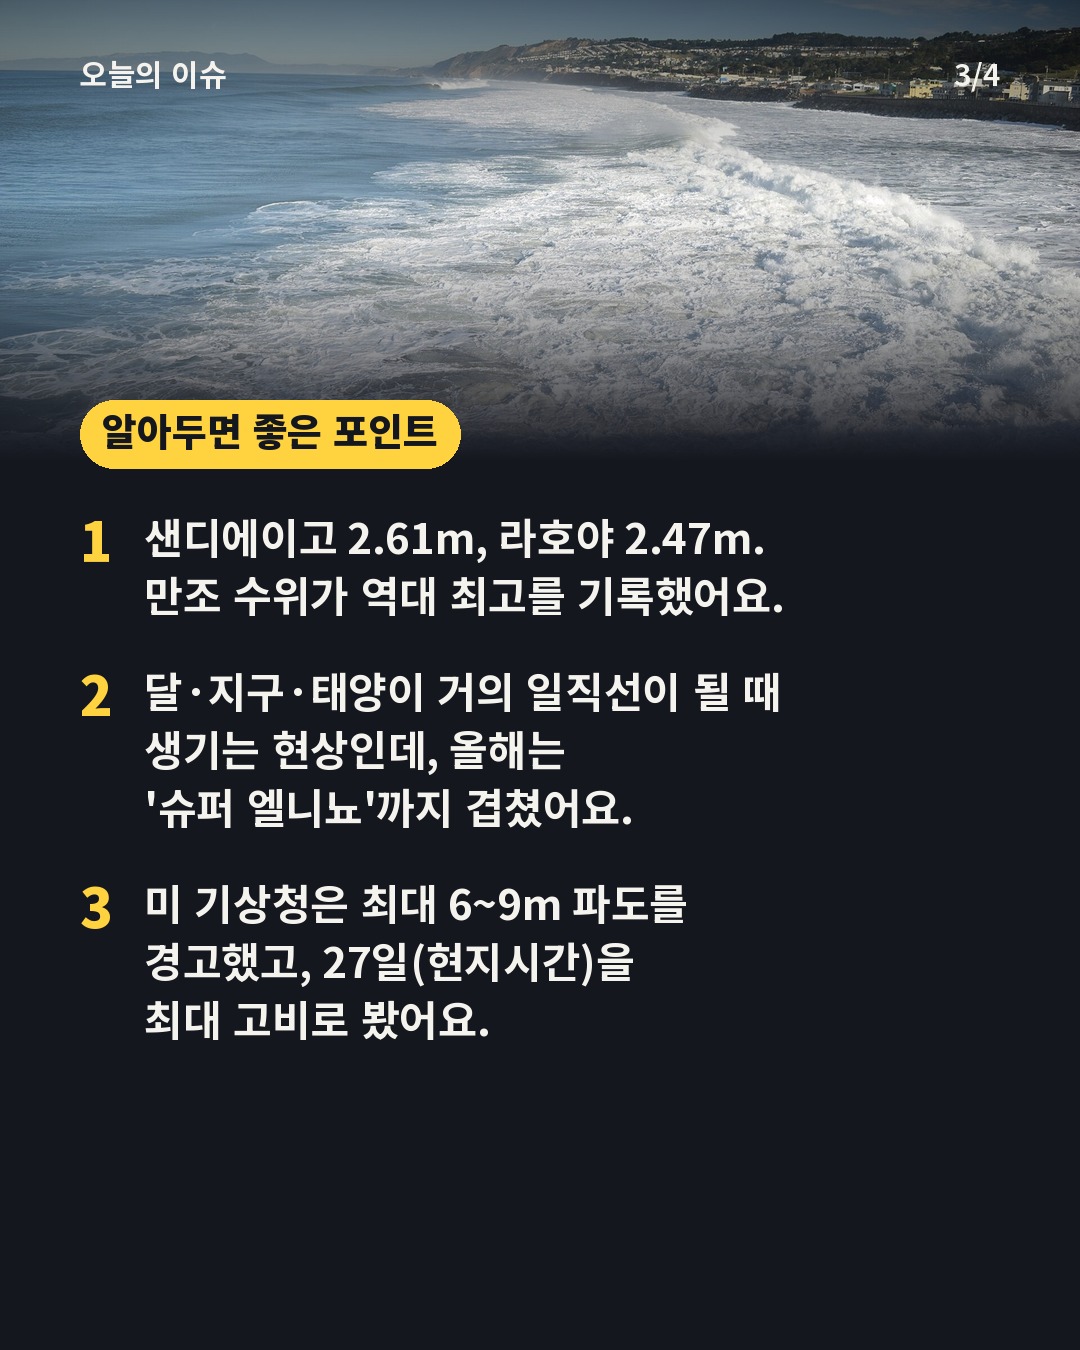 오늘의 이슈
3/4
알아두면 좋은 포인트
1 샌디에이고 2.61m, 라호야 2.47m.
만조 수위가 역대 최고를 기록했어요.
2 달·지구·태양이 거의 일직선이 될 때
생기는 현상인데, 올해는
'슈퍼 엘니뇨'까지 겹쳤어요.
3 미 기상청은 최대 6~9m 파도를
경고했고, 27일(현지시간)을
최대 고비로 봤어요.